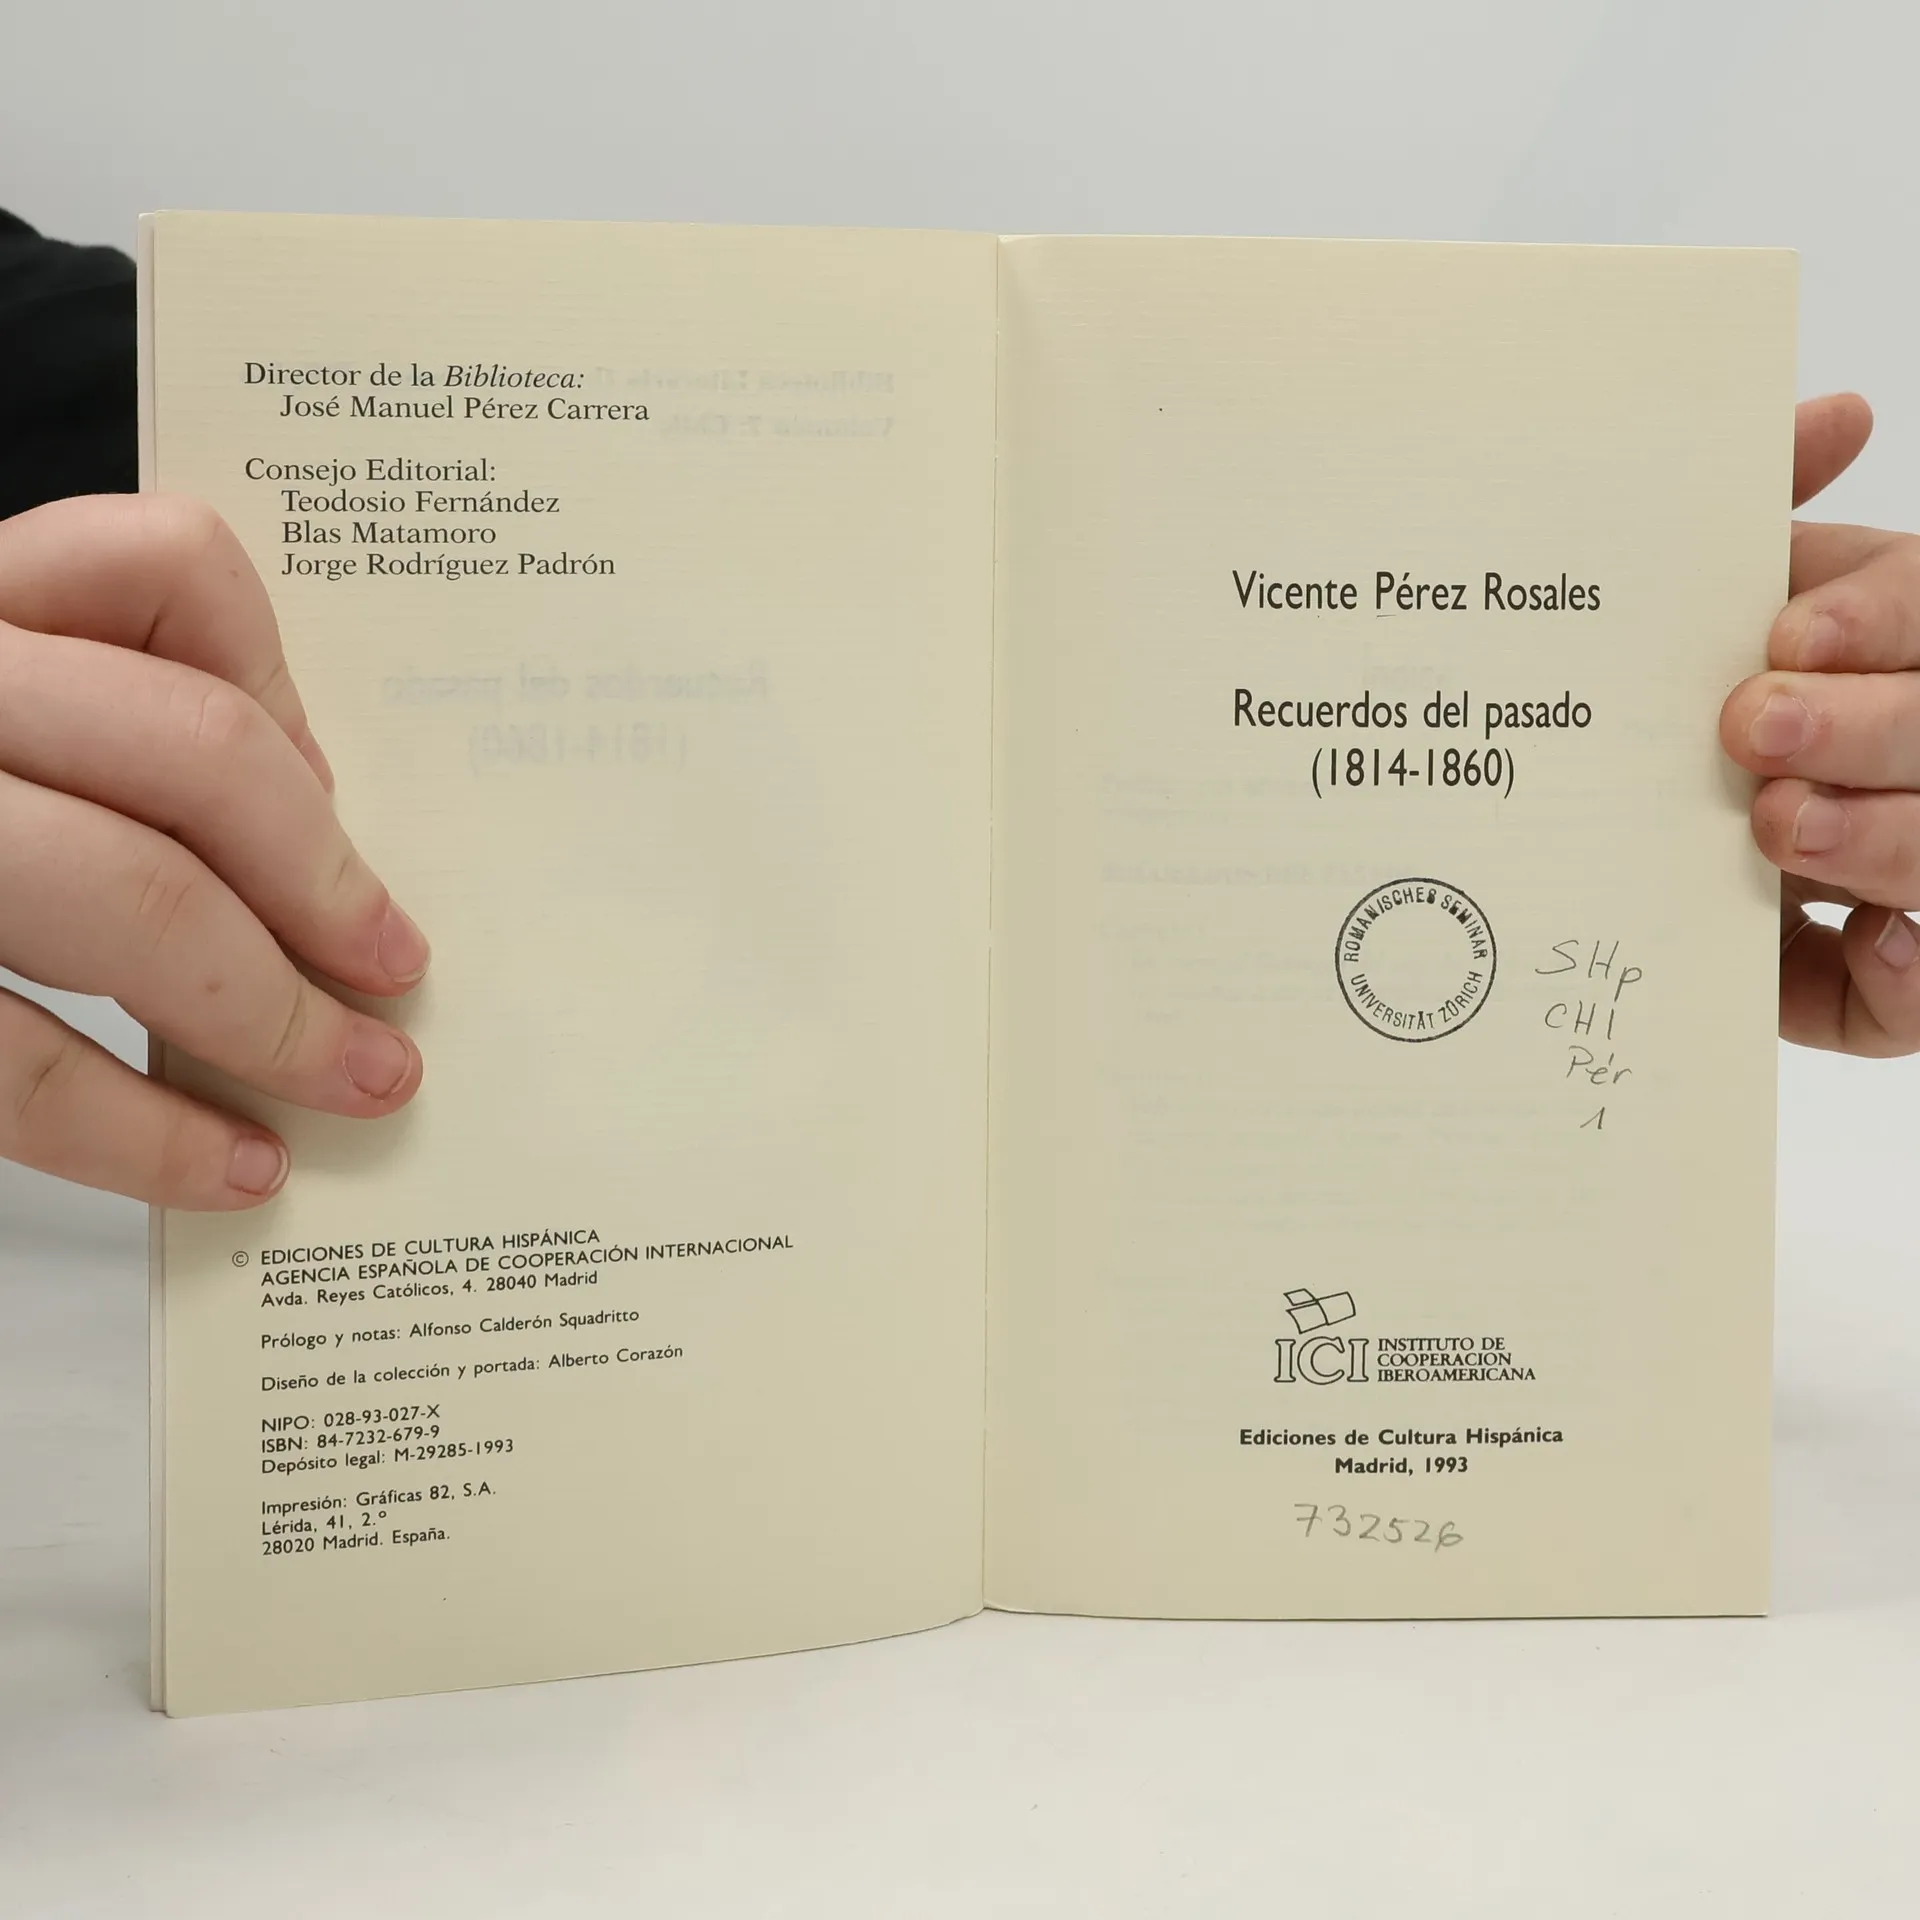 Director de la Biblioteca:
José Manuel Pérez Carrera
Consejo Editorial:
Teodosio Fernández
Blas Matamoro
Jorge Rodríguez Padrón
© EDICIONES DE CULTURA HISPÁNICA
AGENCIA ESPAÑOLA DE COOPERACIÓN INTERNACIONAL
Avda. Reyes Católicos, 4. 28040 Madrid
Prólogo y notas: Alfonso Calderón Squadritto
Diseño de la colección y portada: Alberto Corazón
NIPO: 028-93-027-X
ISBN: 84-7232-679-9
Depósito legal: M-29285-1993
Impresión: Gráficas 82, S.A.
Lérida, 41, 2.º
28020 Madrid. España.
Vicente Pérez Rosales
Recuerdos del pasado
(1814-1860)
ROMANISCHES SEMINAR
UNIVERSITÄT ZÜRICH
SHp
CHI
Pér
1
ICI INSTITUTO DE
COOPERACION
IBEROAMERICANA
Ediciones de Cultura Hispánica
Madrid, 1993
732526